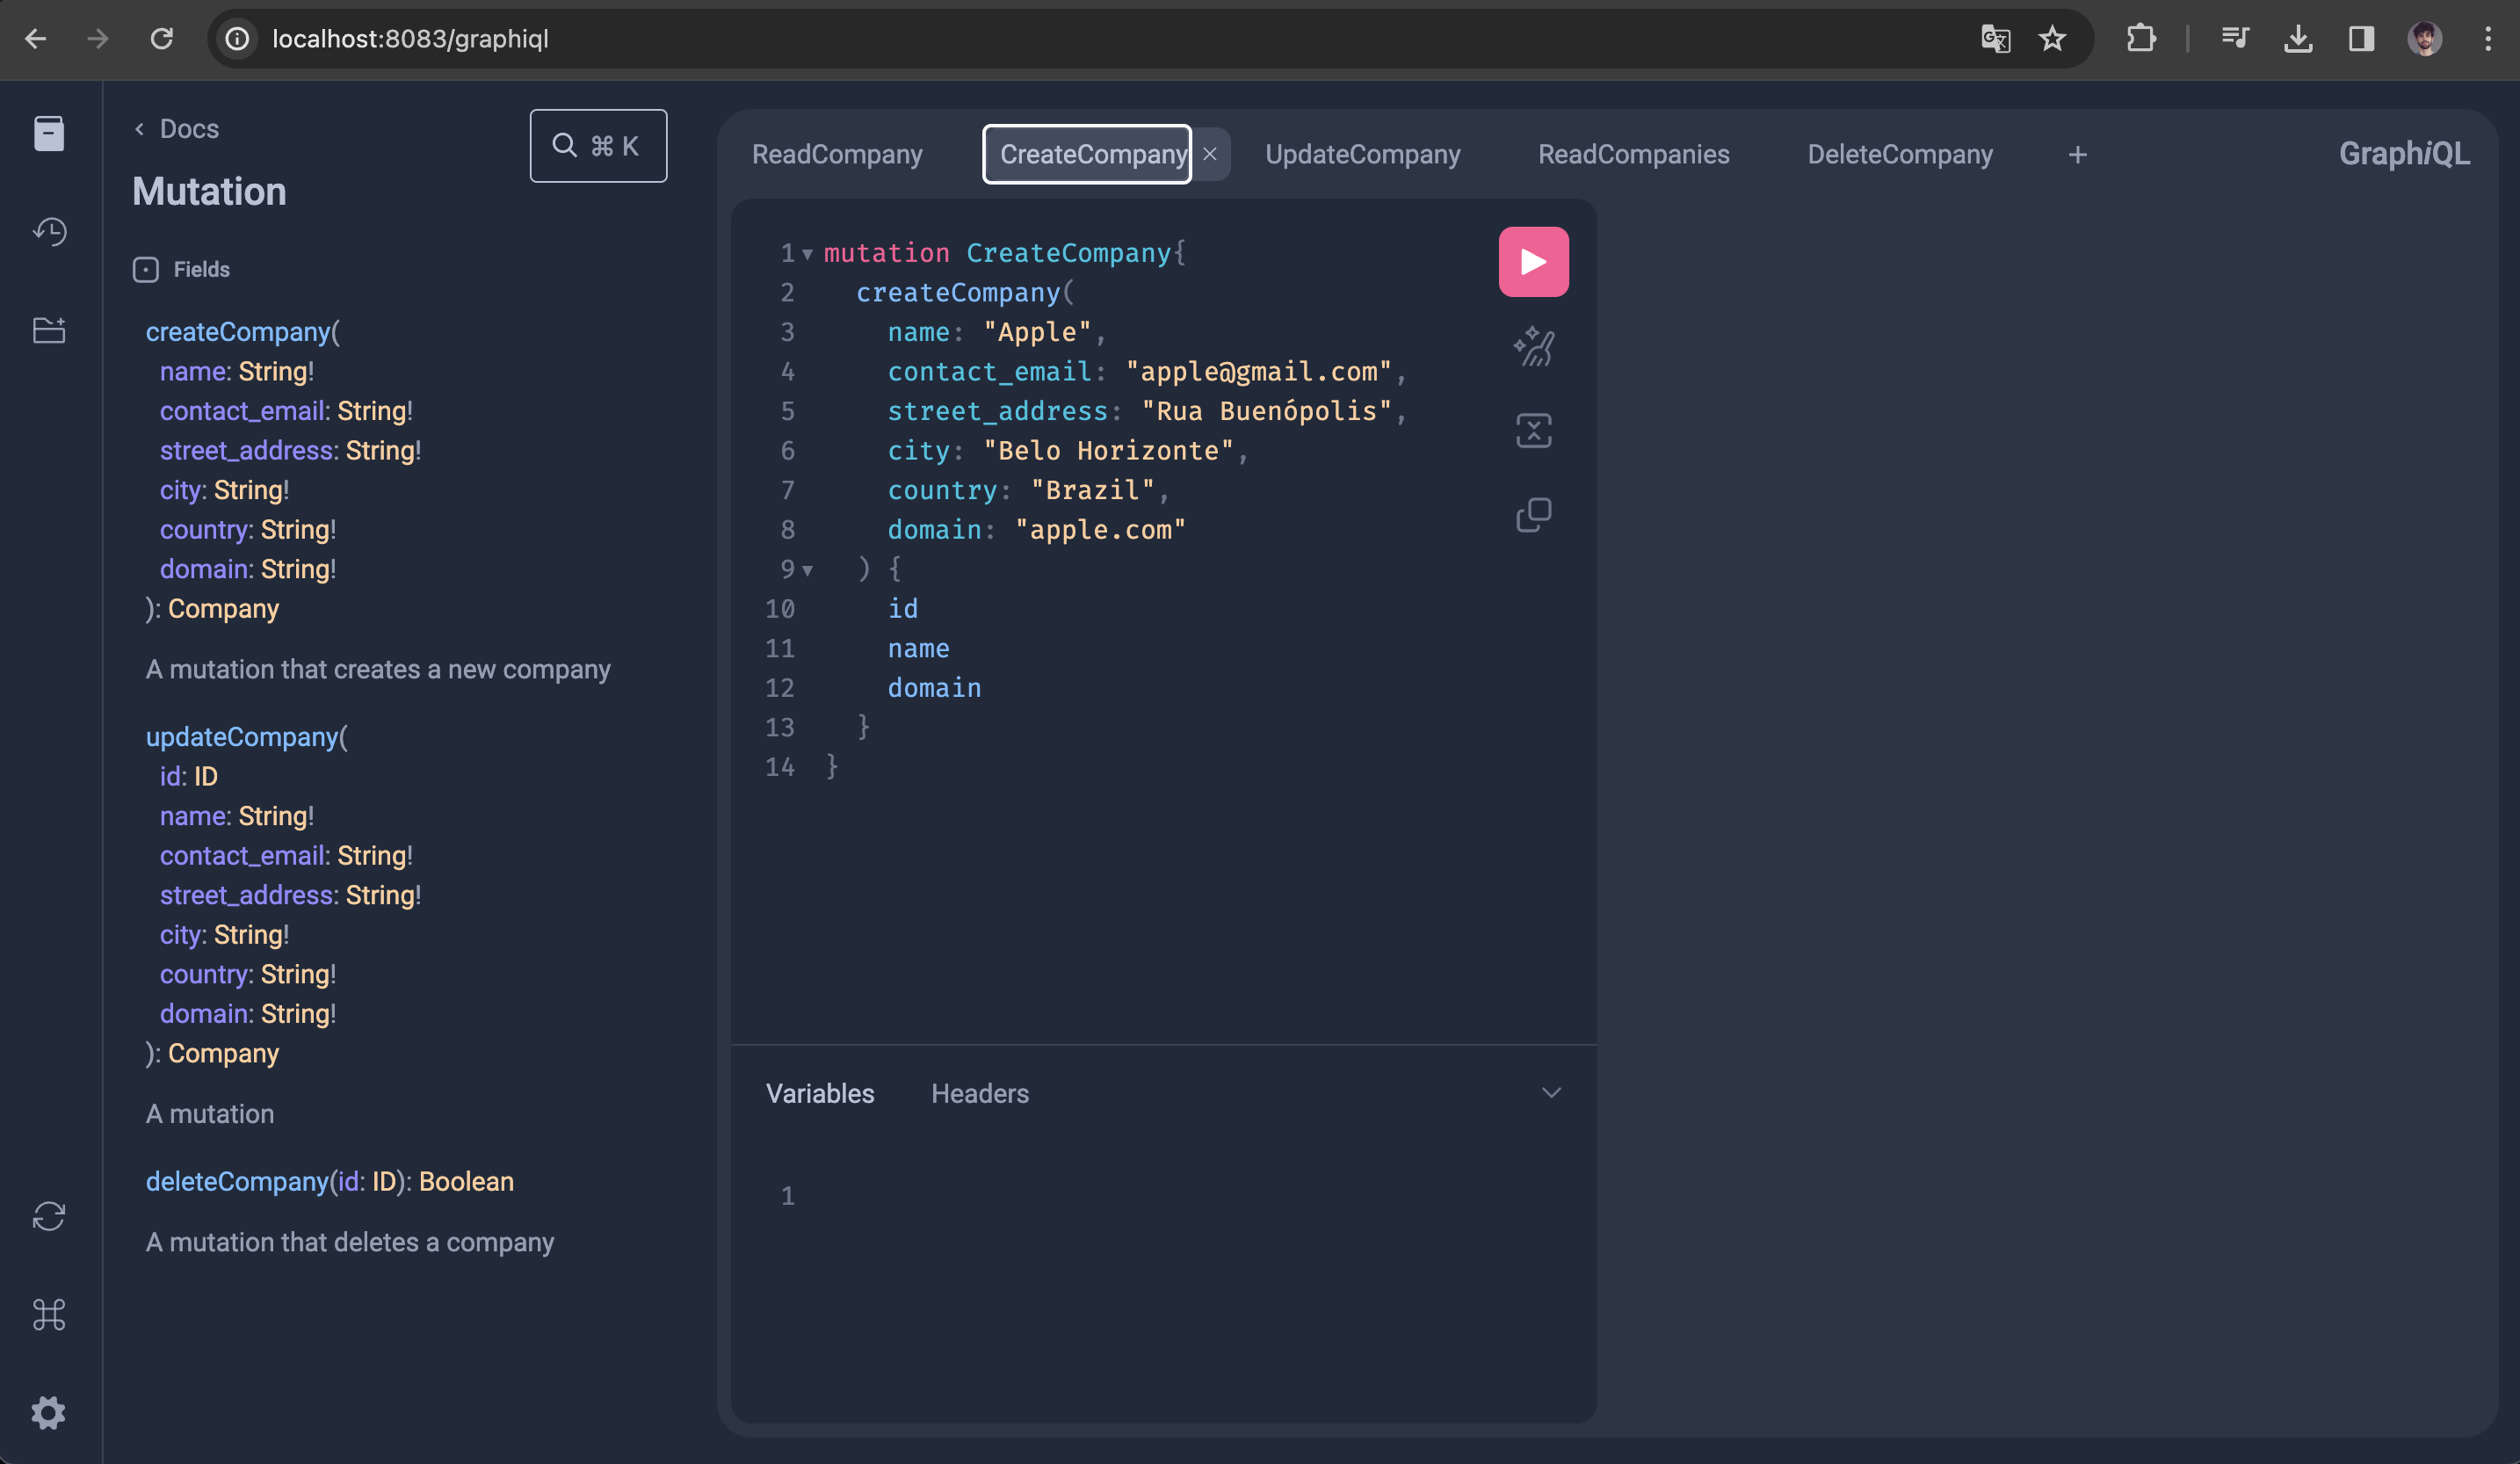 localhost:8083/graphiql
Docs
⌘ K
Mutation
Fields
createCompany(
name: String!
contact_email: String!
street_address: String!
city: String!
country: String!
domain: String!
): Company
A mutation that creates a new company
updateCompany(
id: ID
name: String!
contact_email: String!
street_address: String!
city: String!
country: String!
domain: String!
): Company
A mutation
deleteCompany(id: ID): Boolean
A mutation that deletes a company
ReadCompany CreateCompany UpdateCompany ReadCompanies DeleteCompany + GraphiQL
1 mutation CreateCompany{
2 createCompany(
3 name: "Apple",
4 contact_email: "apple@gmail.com",
5 street_address: "Rua Buenópolis",
6 city: "Belo Horizonte",
7 country: "Brazil",
8 domain: "apple.com"
9 ) {
10 id
11 name
12 domain
13 }
14 }
Variables Headers
1